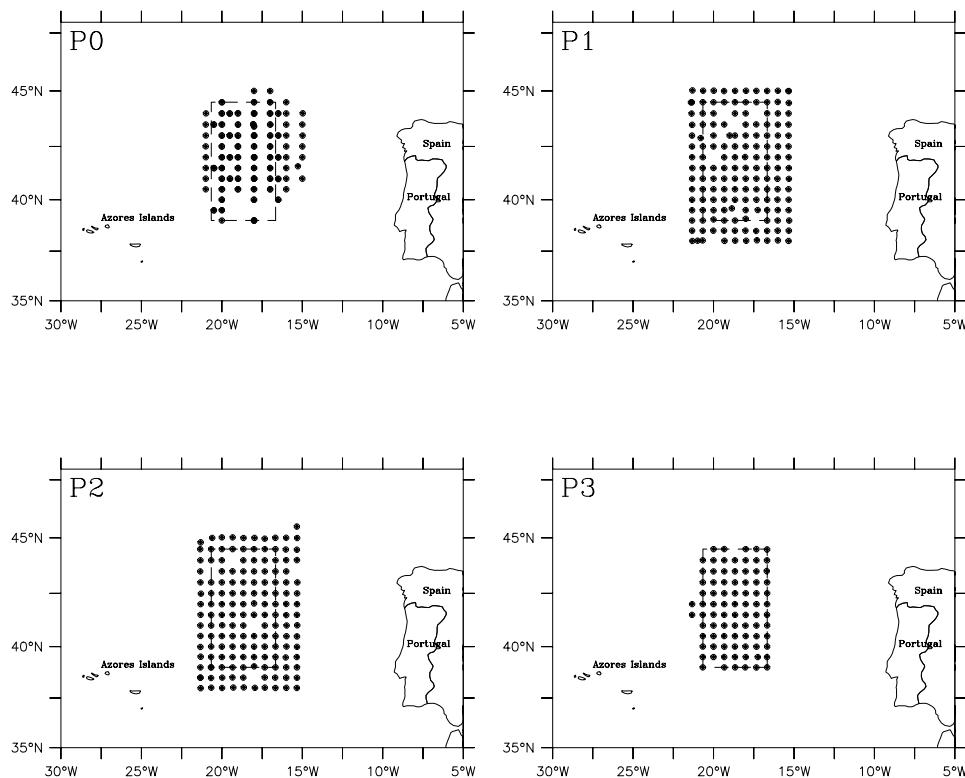 P0
45°N
40°N
35°N
30°W
25°W
20°W
15°W
10°W
5°W
Azores Islands
Spain
Portugal
P1
45°N
40°N
35°N
30°W
25°W
20°W
15°W
10°W
5°W
Azores Islands
Spain
Portugal
P2
45°N
40°N
35°N
30°W
25°W
20°W
15°W
10°W
5°W
Azores Islands
Spain
Portugal
P3
45°N
40°N
35°N
30°W
25°W
20°W
15°W
10°W
5°W
Azores Islands
Spain
Portugal